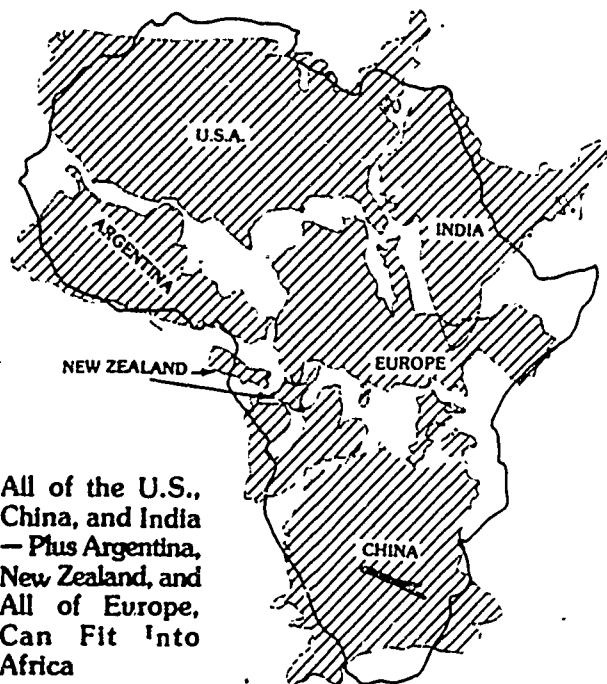 U.S.A.
ARGENTINA
INDIA
NEW ZEALAND
EUROPE
CHINA
All of the U.S.,
China, and India
— Plus Argentina,
New Zealand, and
All of Europe,
Can Fit Into
Africa